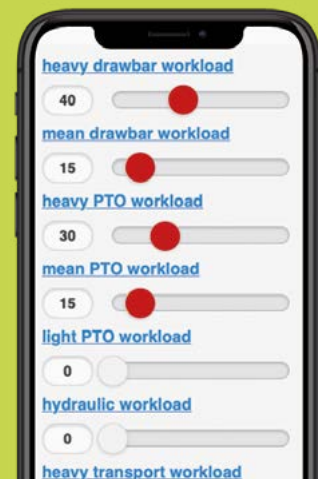 heavy drawbar workload
40
mean drawbar workload
15
heavy PTO workload
30
mean PTO workload
15
light PTO workload
0
hydraulic workload
0
heavy transport workload